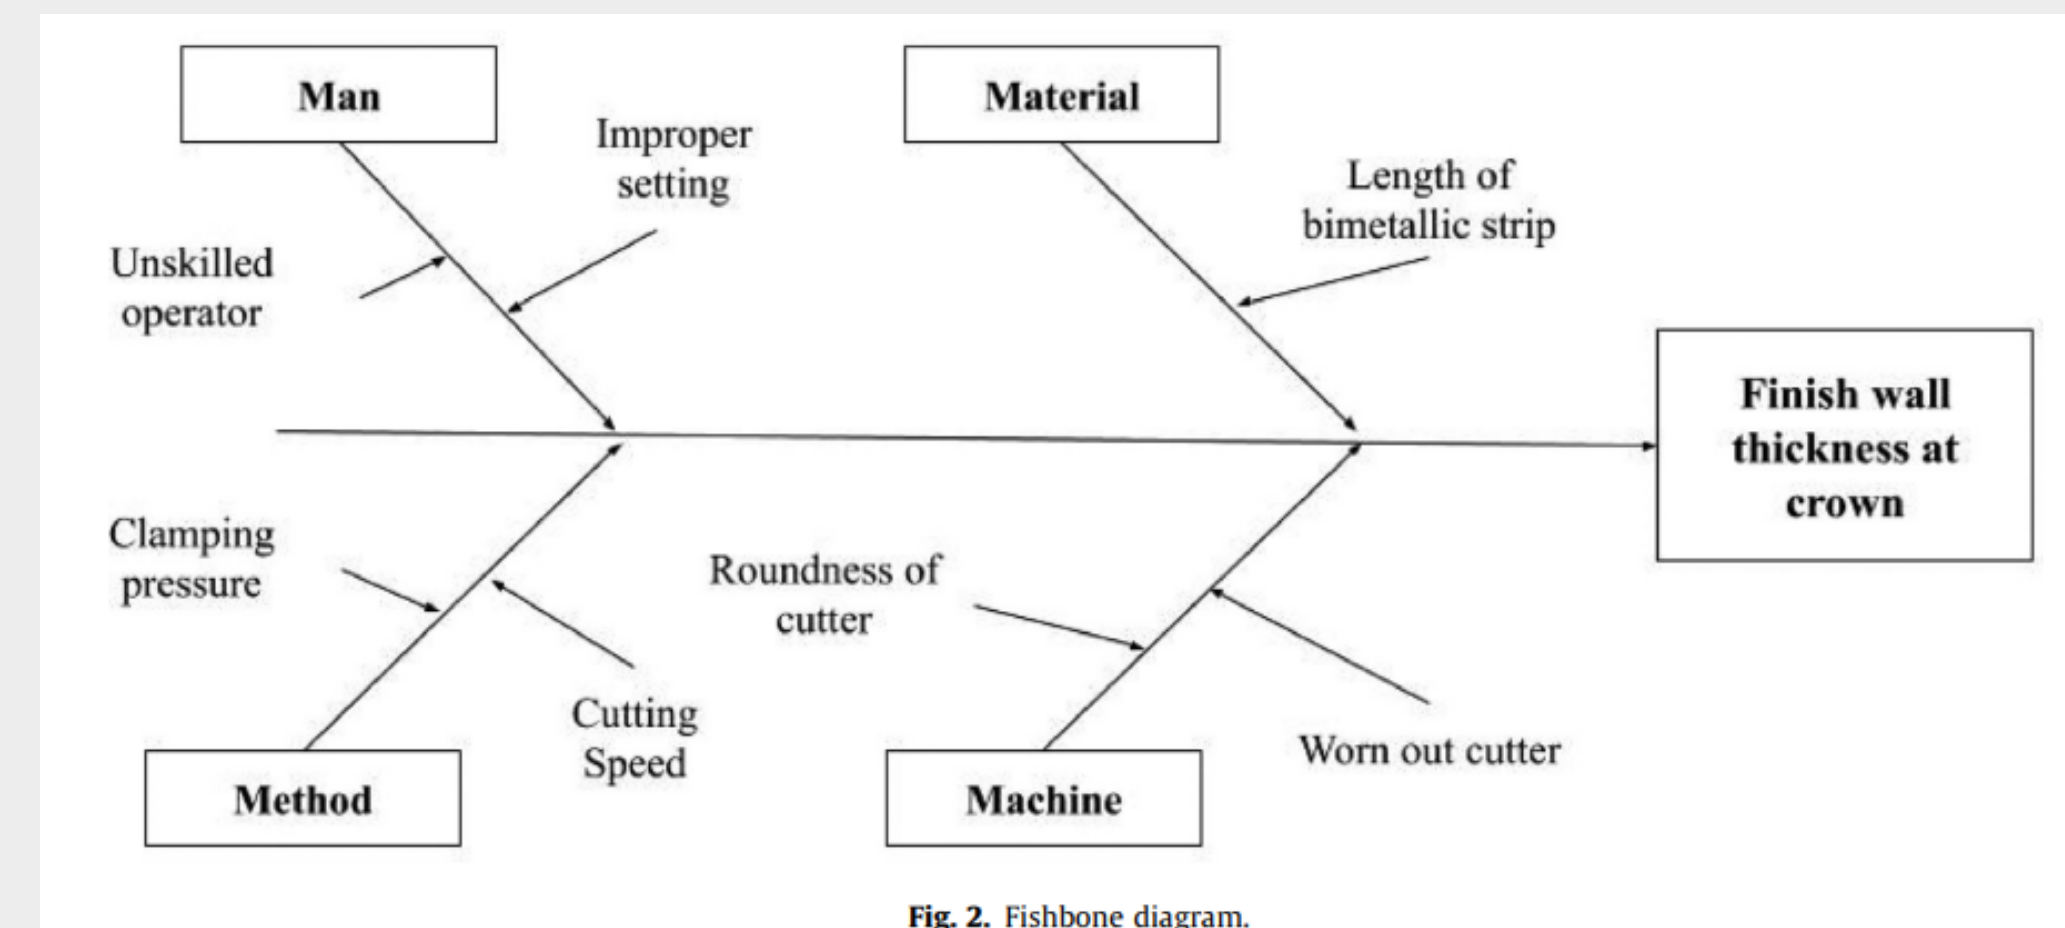 Man
Material
Improper
setting
Length of
bimetallic strip
Unskilled
operator
Finish wall
thickness at
crown
Clamping
pressure
Roundness of
cutter
Cutting
Speed
Worn out cutter
Method
Machine
Fig. 2. Fishbone diagram.